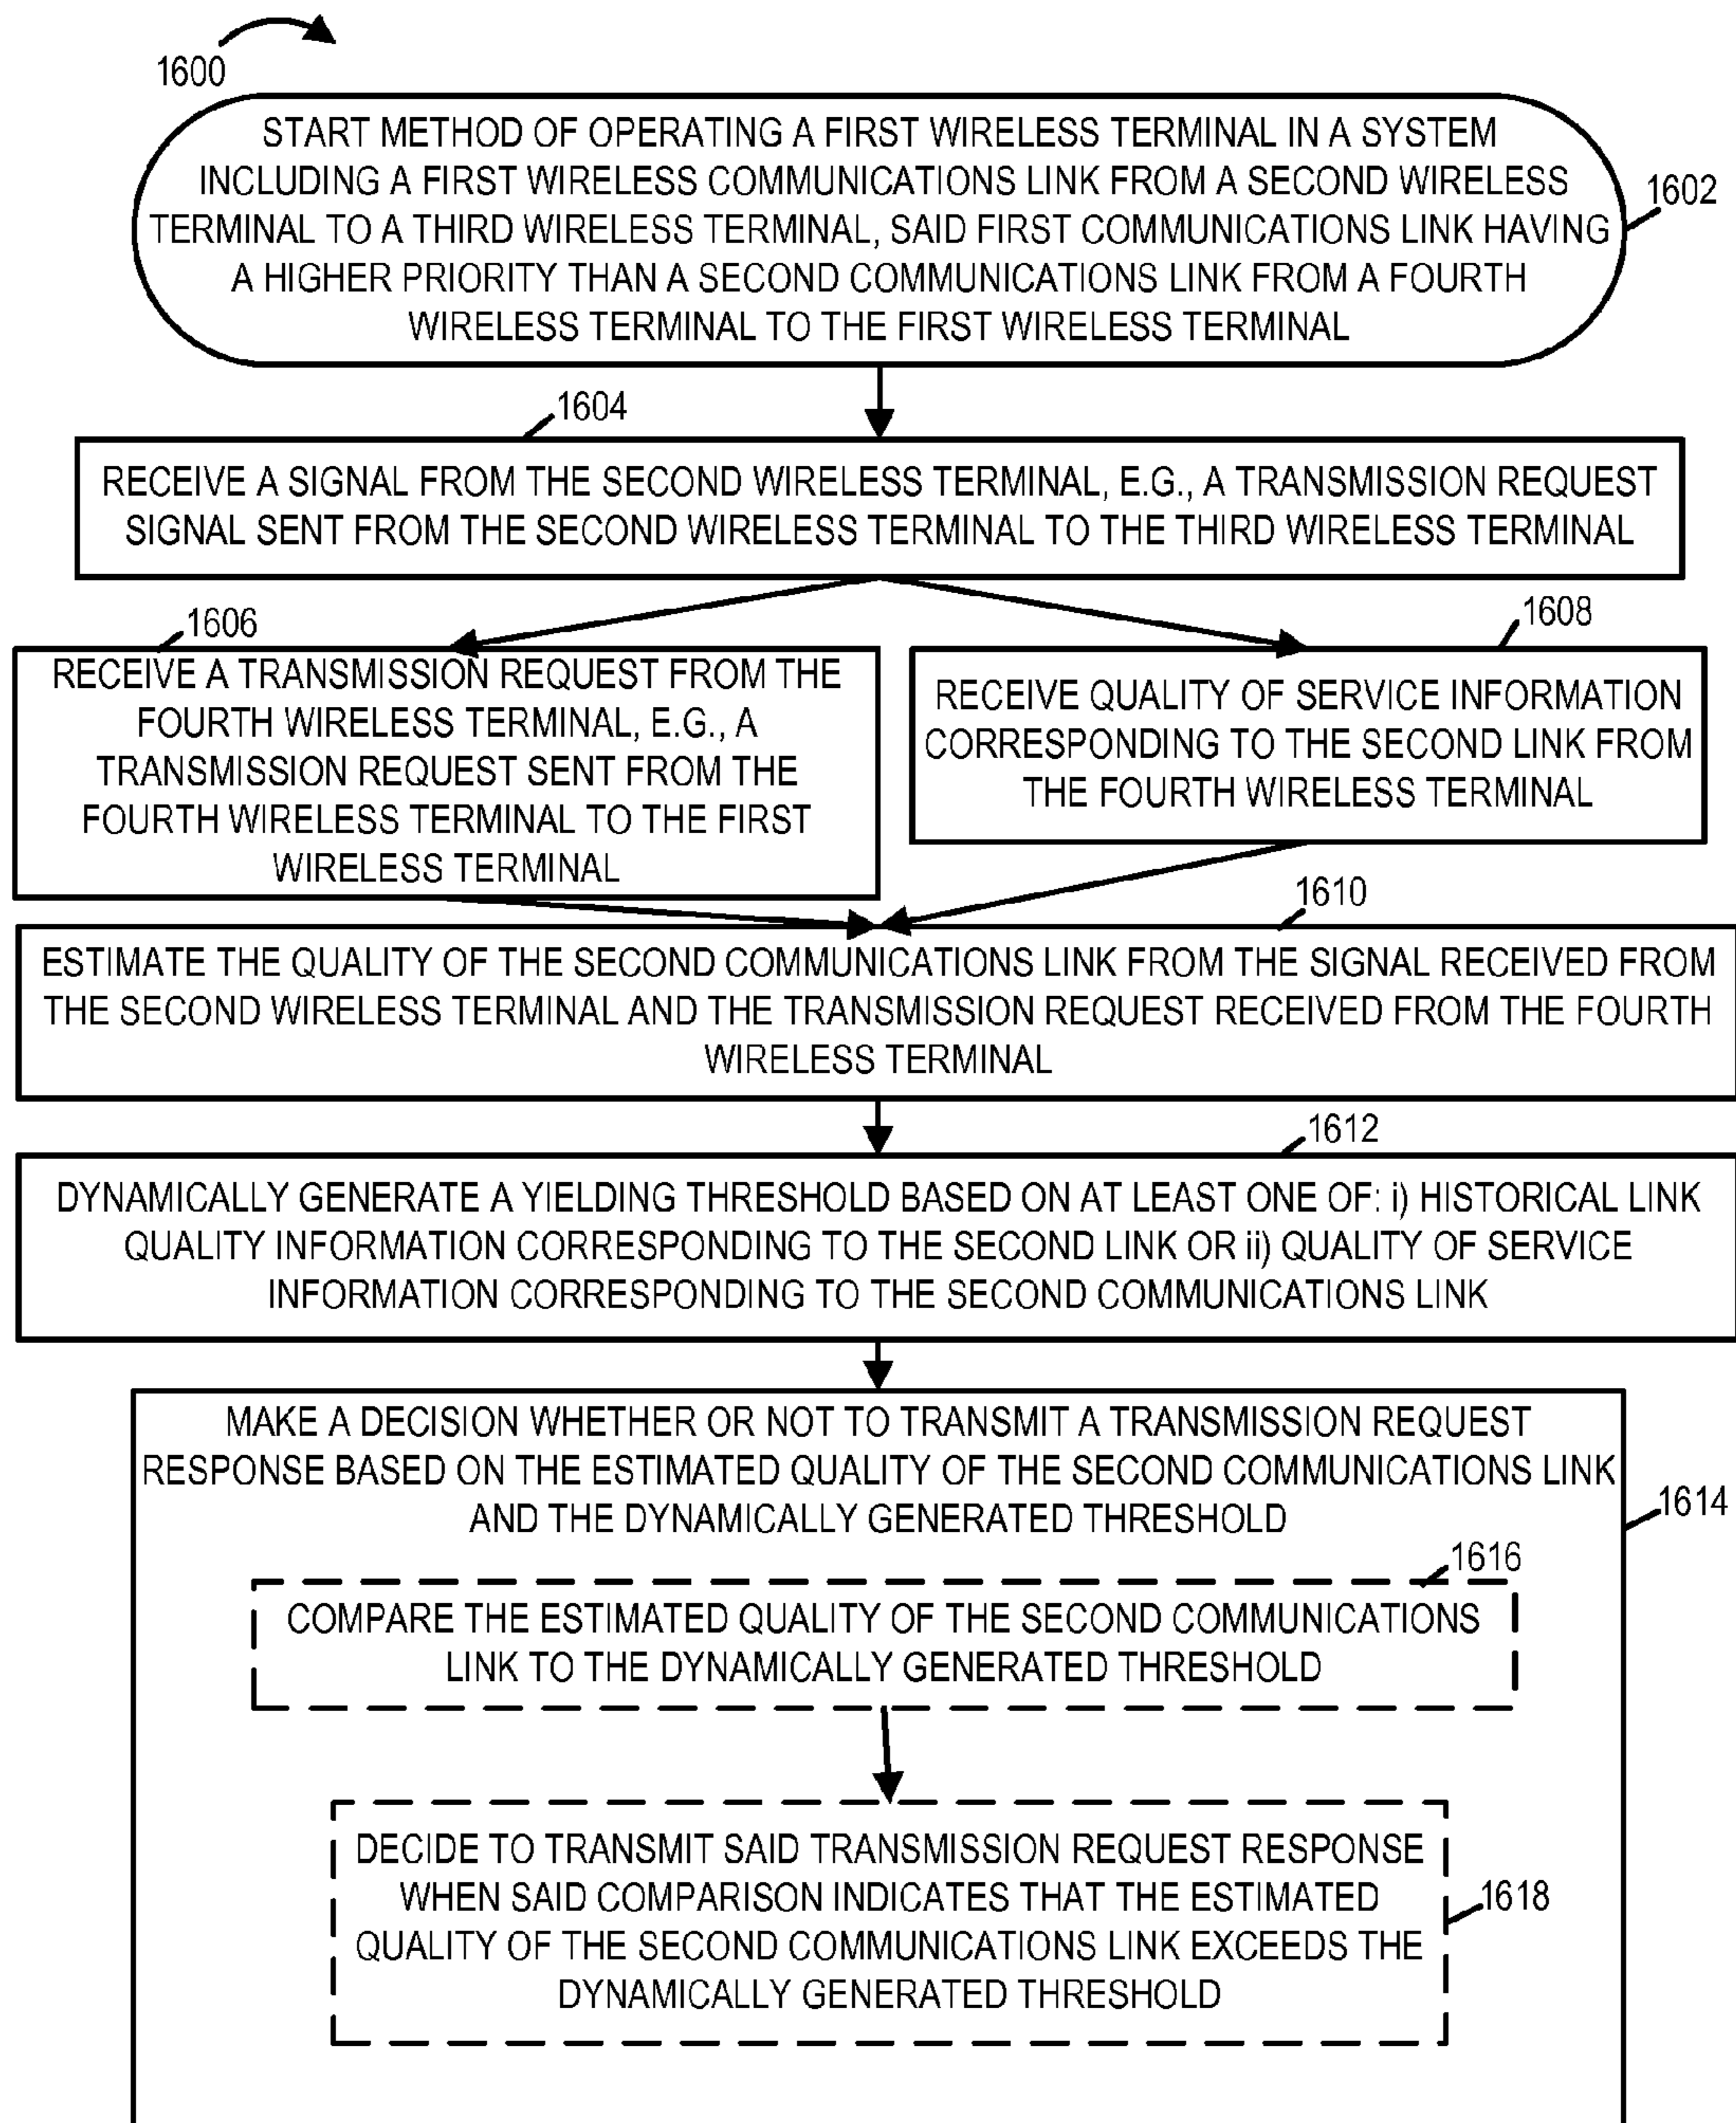 1600
START METHOD OF OPERATING A FIRST WIRELESS TERMINAL IN A SYSTEM
INCLUDING A FIRST WIRELESS COMMUNICATIONS LINK FROM A SECOND WIRELESS
TERMINAL TO A THIRD WIRELESS TERMINAL, SAID FIRST COMMUNICATIONS LINK HAVING
A HIGHER PRIORITY THAN A SECOND COMMUNICATIONS LINK FROM A FOURTH
WIRELESS TERMINAL TO THE FIRST WIRELESS TERMINAL
1602
1604
RECEIVE A SIGNAL FROM THE SECOND WIRELESS TERMINAL, E.G., A TRANSMISSION REQUEST
SIGNAL SENT FROM THE SECOND WIRELESS TERMINAL TO THE THIRD WIRELESS TERMINAL
1606
RECEIVE A TRANSMISSION REQUEST FROM THE
FOURTH WIRELESS TERMINAL, E.G., A
TRANSMISSION REQUEST SENT FROM THE
FOURTH WIRELESS TERMINAL TO THE FIRST
WIRELESS TERMINAL
1608
RECEIVE QUALITY OF SERVICE INFORMATION
CORRESPONDING TO THE SECOND LINK FROM
THE FOURTH WIRELESS TERMINAL
1610
ESTIMATE THE QUALITY OF THE SECOND COMMUNICATIONS LINK FROM THE SIGNAL RECEIVED FROM
THE SECOND WIRELESS TERMINAL AND THE TRANSMISSION REQUEST RECEIVED FROM THE FOURTH
WIRELESS TERMINAL
1612
DYNAMICALLY GENERATE A YIELDING THRESHOLD BASED ON AT LEAST ONE OF: i) HISTORICAL LINK
QUALITY INFORMATION CORRESPONDING TO THE SECOND LINK OR ii) QUALITY OF SERVICE
INFORMATION CORRESPONDING TO THE SECOND COMMUNICATIONS LINK
MAKE A DECISION WHETHER OR NOT TO TRANSMIT A TRANSMISSION REQUEST
RESPONSE BASED ON THE ESTIMATED QUALITY OF THE SECOND COMMUNICATIONS LINK
AND THE DYNAMICALLY GENERATED THRESHOLD
1614
1616
COMPARE THE ESTIMATED QUALITY OF THE SECOND COMMUNICATIONS
LINK TO THE DYNAMICALLY GENERATED THRESHOLD
DECIDE TO TRANSMIT SAID TRANSMISSION REQUEST RESPONSE
WHEN SAID COMPARISON INDICATES THAT THE ESTIMATED
QUALITY OF THE SECOND COMMUNICATIONS LINK EXCEEDS THE
DYNAMICALLY GENERATED THRESHOLD
1618